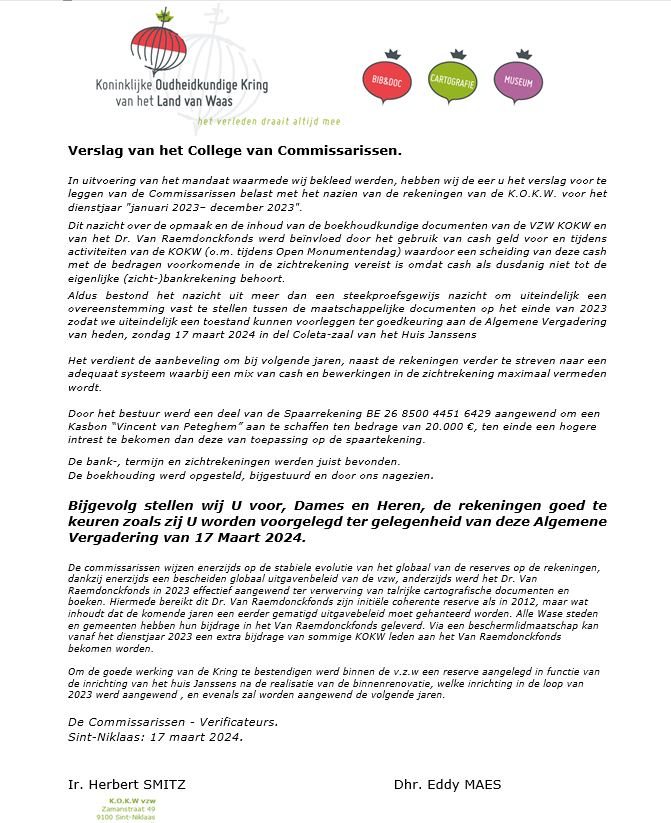 Koninklijke Oudheidkundige Kring
van het Land van Waas
het verleden draait altijd mee
BIB&DOC
CARTOGRAFIE
MUSEUM
Verslag van het College van Commissarissen.
In uitvoering van het mandaat waarmede wij bekleed werden, hebben wij de eer u het verslag voor te
leggen van de Commissarissen belast met het nazien van de rekeningen van de K.O.K.W. voor het
dienstjaar "januari 2023– december 2023".
Dit nazicht over de opmaak en de inhoud van de boekhoudkundige documenten van de VZW KOKW en
van het Dr. Van Raemdonckfonds werd beïnvloed door het gebruik van cash geld voor en tijdens
activiteiten van de KOKW (o.m. tijdens Open Monumentendag) waardoor een scheiding van deze cash
met de bedragen voorkomende in de zichtrekening vereist is omdat cash als dusdanig niet tot de
eigenlijke (zicht-)bankrekening behoort.
Aldus bestond het nazicht uit meer dan een steekproefsgewijs nazicht om uiteindelijk een
overeenstemming vast te stellen tussen de maatschappelijke documenten op het einde van 2023
zodat we uiteindelijk een toestand kunnen voorleggen ter goedkeuring aan de Algemene Vergadering
van heden, zondag 17 maart 2024 in del Coleta-zaal van het Huis Janssens
Het verdient de aanbeveling om bij volgende jaren, naast de rekeningen verder te streven naar een
adequaat systeem waarbij een mix van cash en bewerkingen in de zichtrekening maximaal vermeden
wordt.
Door het bestuur werd een deel van de Spaarrekening BE 26 8500 4451 6429 aangewend om een
Kasbon “Vincent van Peteghem” aan te schaffen ten bedrage van 20.000 €, ten einde een hogere
intrest te bekomen dan deze van toepassing op de spaartekening.
De bank-, termijn en zichtrekeningen werden juist bevonden.
De boekhouding werd opgesteld, bijgestuurd en door ons nagezien.
Bijgevolg stellen wij U voor, Dames en Heren, de rekeningen goed te
keuren zoals zij U worden voorgelegd ter gelegenheid van deze Algemene
Vergadering van 17 Maart 2024.
De commissarissen wijzen enerzijds op de stabiele evolutie van het globaal van de reserves op de rekeningen,
dankzij enerzijds een bescheiden globaal uitgavenbeleid van de vzw, anderzijds werd het Dr. Van
Raemdonckfonds in 2023 effectief aangewend ter verwerving van talrijke cartografische documenten en
boeken. Hiermede bereikt dit Dr. Van Raemdonckfonds zijn initiële coherente reserve als in 2012, maar wat
inhoudt dat de komende jaren een eerder gematigd uitgavebeleid moet gehanteerd worden. Alle Wase steden
en gemeenten hebben hun bijdrage in het Van Raemdonckfonds geleverd. Via een beschermlidmaatschap kan
vanaf het dienstjaar 2023 een extra bijdrage van sommige KOKW leden aan het Van Raemdonckfonds
bekomen worden.
Om de goede werking van de Kring te bestendigen werd binnen de v.z.w een reserve aangelegd in functie van
de inrichting van het huis Janssens na de realisatie van de binnenrenovatie, welke inrichting in de loop van
2023 werd aangewend , en evenals zal worden aangewend de volgende jaren.
De Commissarissen - Verificateurs.
Sint-Niklaas: 17 maart 2024.
Ir. Herbert SMITZ Dhr. Eddy MAES
K.O.K.W vzw
Zamanstraat 49
9100 Sint-Niklaas